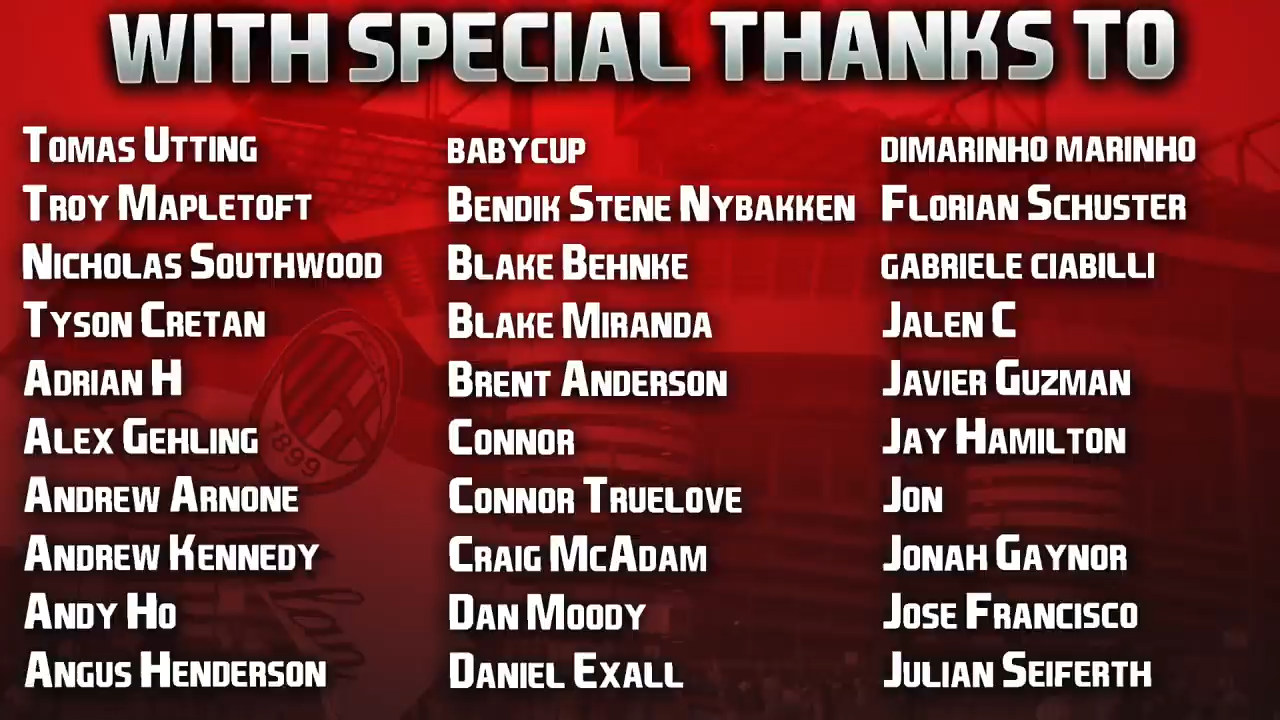 WITH SPECIAL THANKS TO
Tomas Utting
Troy Mapletoft
Nicholas Southwood
Tyson Cretan
Adrian H
Alex Gehling
Andrew Arnone
Andrew Kennedy
Andy Ho
Angus Henderson
babycup
Bendik Stene Nybakken
Blake Behnke
Blake Miranda
Brent Anderson
Connor
Connor Truelove
Craig McAdam
Dan Moody
Daniel Exall
dimarinho marinho
Florian Schuster
gabriele ciabilli
Jalen C
Javier Guzman
Jay Hamilton
Jon
Jonah Gaynor
Jose Francisco
Julian Seiferth
ACM
1899